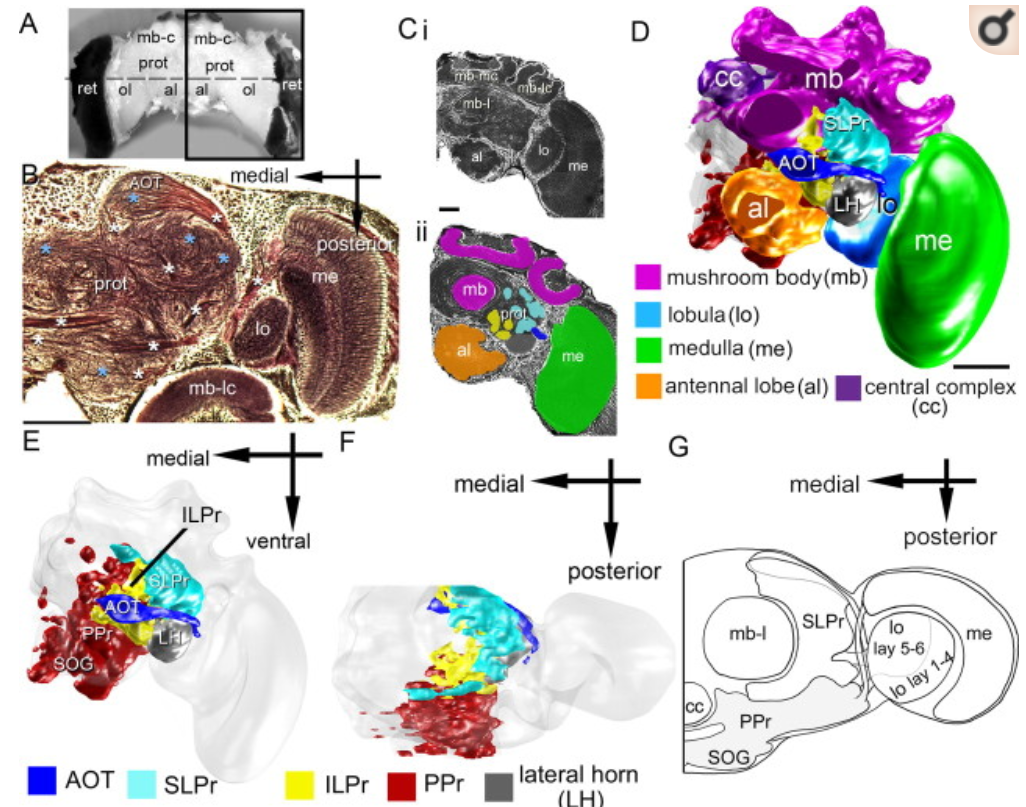 A
mb-c
mb-c
prot
prot
ret
ret
ol
al
al
ol
B
medial
posterior
AOT
prot
me
lo
mb-lc
C i
mb-mc
mb-lc
mb-l
al
lo
me
ii
mb
prot
al
me
D
cc
mb
SLPr
AOT
al
LH
lo
me
mushroom body (mb)
lobula (lo)
medulla (me)
antennal lobe (al)
central complex
(cc)
E
medial
ventral
ILPr
SLPr
AOT
PPr
LH
SOG
F
medial
posterior
G
medial
posterior
mb-l
SLPr
lo
lay 5-6
lo lay 1-4
me
cc
PPr
SOG
AOT
SLPr
ILPr
PPr
lateral horn
(LH)